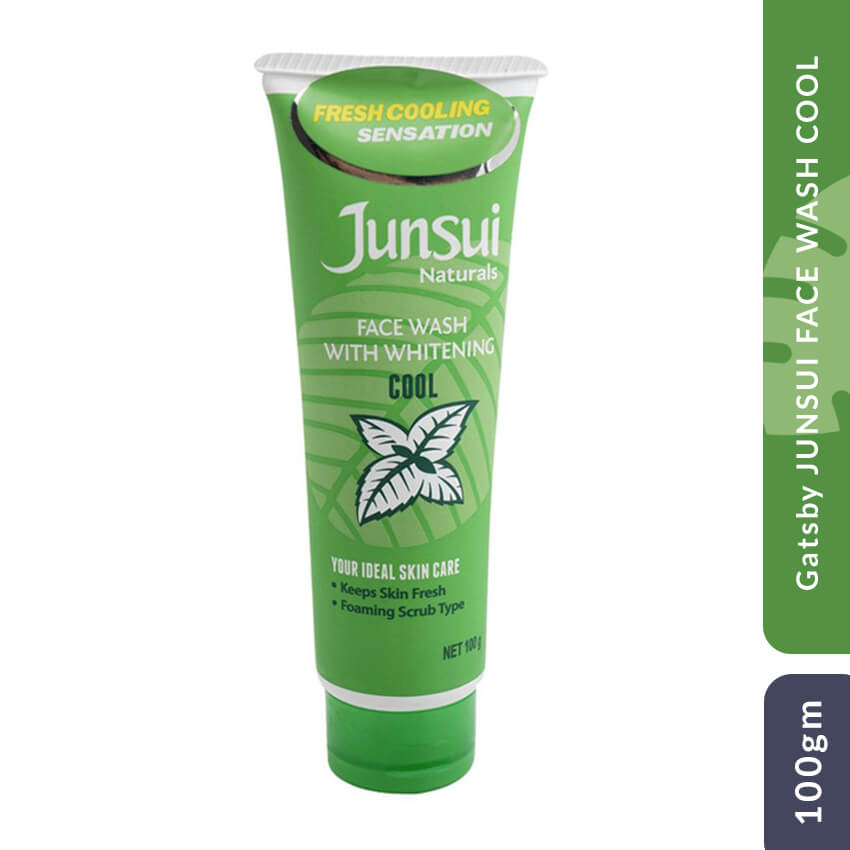 FRESH COOLING
SENSATION
Junsui
Naturals
FACE WASH
WITH WHITENING
COOL
YOUR IDEAL SKIN CARE
• Keeps Skin Fresh
• Foaming Scrub Type
NET 100 g
Gatsby JUNSUI FACE WASH COOL
100gm